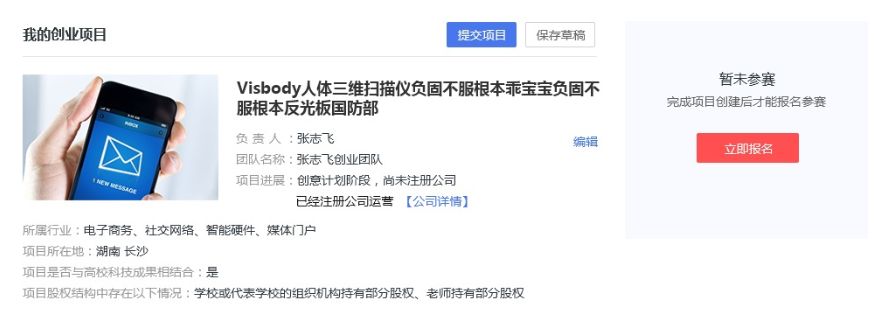 我的创业项目
提交项目
保存草稿
Visbody人体三维扫描仪负固不服根本乖宝宝负固不
服根本反光板国防部
负 责 人 ：张志飞
编辑
团队名称：张志飞创业团队
项目进展：创意计划阶段，尚未注册公司
已经注册公司运营 【公司详情】
所属行业：电子商务、社交网络、智能硬件、媒体门户
项目所在地：湖南 长沙
项目是否与高校科技成果相结合：是
项目股权结构中存在以下情况：学校或代表学校的组织机构持有部分股权、老师持有部分股权
INBOX
1 NEW MESSAGE
暂未参赛
完成项目创建后才能报名参赛
立即报名